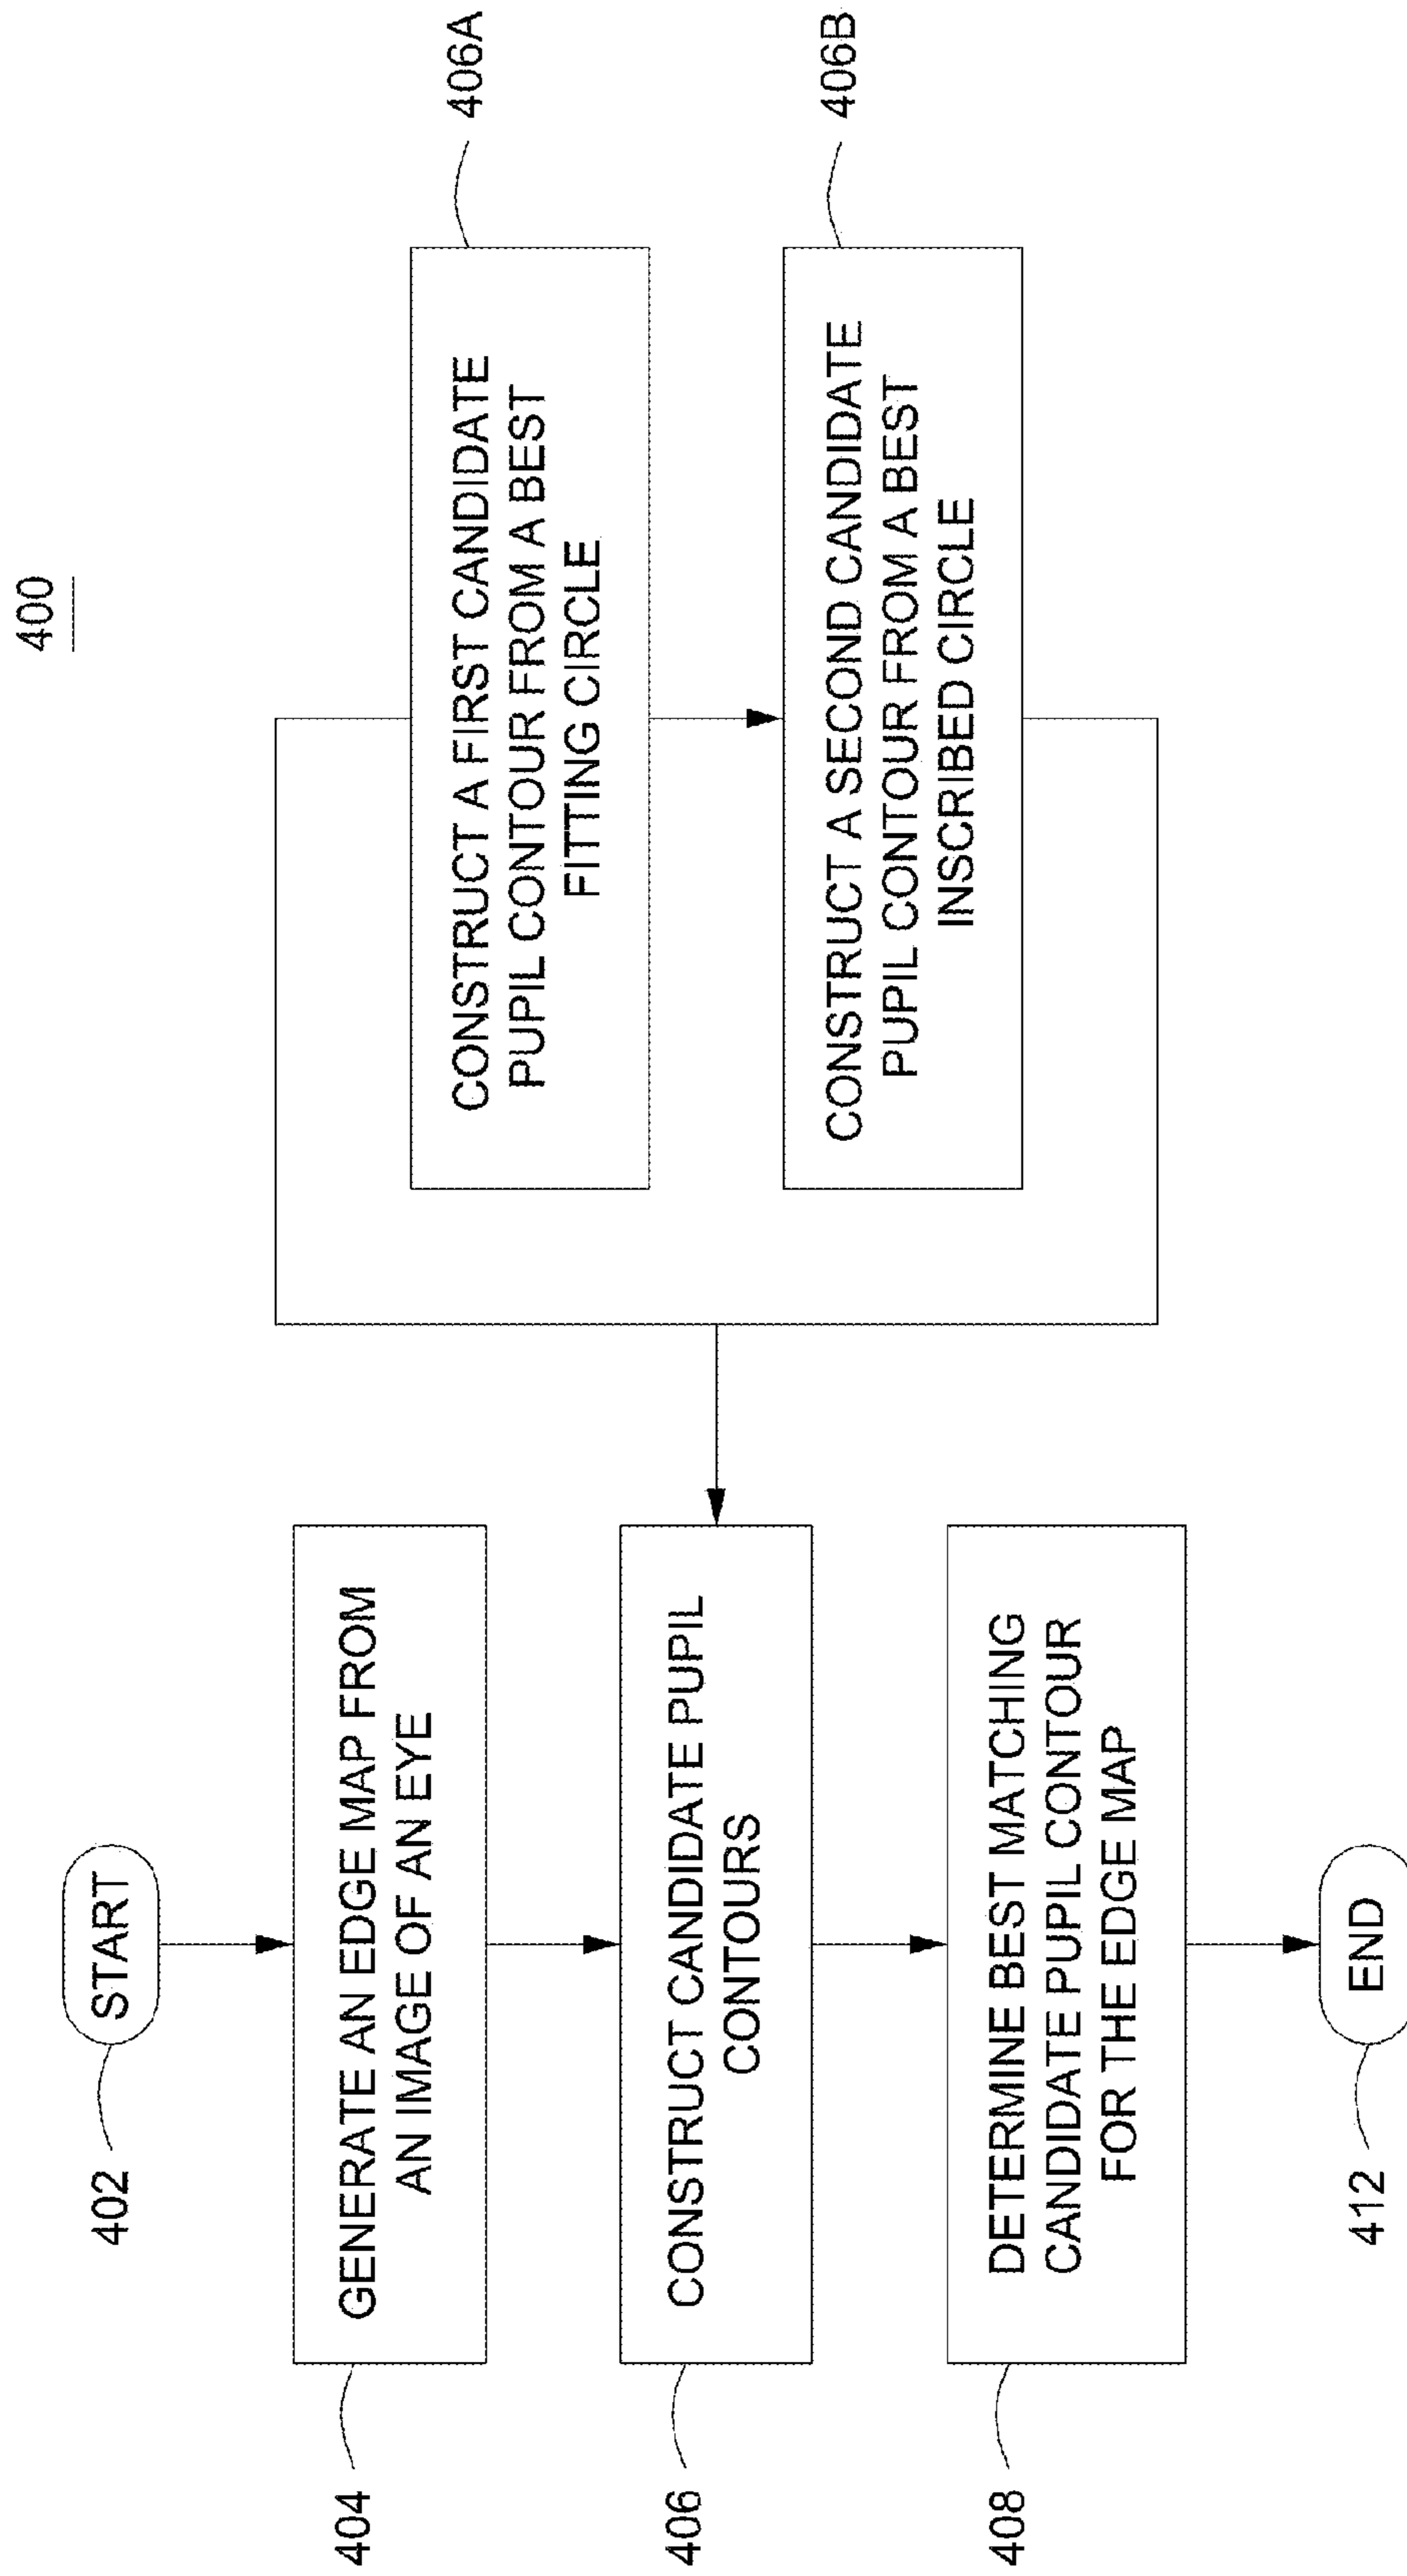 400
402
START
404
GENERATE AN EDGE MAP FROM
AN IMAGE OF AN EYE
406
CONSTRUCT CANDIDATE PUPIL
CONTOURS
406A
CONSTRUCT A FIRST CANDIDATE
PUPIL CONTOUR FROM A BEST
FITTING CIRCLE
406B
CONSTRUCT A SECOND CANDIDATE
PUPIL CONTOUR FROM A BEST
INSCRIBED CIRCLE
408
DETERMINE BEST MATCHING
CANDIDATE PUPIL CONTOUR
FOR THE EDGE MAP
412
END